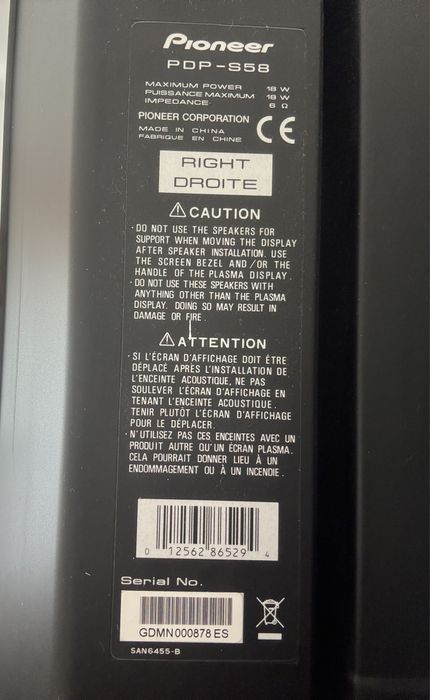 Pioneer
PDP-S58
MAXIMUM POWER 18 W
PUISSANCE MAXIMUM 18 W
IMPEDANCE 6 Ω
PIONEER CORPORATION
MADE IN CHINA
FABRIQUE EN CHINE
CE
RIGHT
DROITE
⚠CAUTION
· DO NOT USE THE SPEAKERS FOR
SUPPORT WHEN MOVING THE DISPLAY
AFTER SPEAKER INSTALLATION. USE
THE SCREEN BEZEL AND/OR THE
HANDLE OF THE PLASMA DISPLAY.
· DO NOT USE THESE SPEAKERS WITH
ANYTHING OTHER THAN THE PLASMA
DISPLAY. DOING SO MAY RESULT IN
DAMAGE OR FIRE.
⚠ATTENTION
· SI L'ÉCRAN D'AFFICHAGE DOIT ÊTRE
DÉPLACÉ APRÈS L'INSTALLATION DE
L'ENCEINTE ACOUSTIQUE, NE PAS
SOULEVER L'ÉCRAN D'AFFICHAGE EN
TENANT L'ENCEINTE ACOUSTIQUE.
TENIR PLUTÔT L'ÉCRAN D'AFFICHAGE
POUR LE DÉPLACER.
· N'UTILISEZ PAS CES ENCEINTES AVEC UN
PRODUIT AUTRE QU'UN ÉCRAN PLASMA.
CELA POURRAIT DONNER LIEU À UN
ENDOMMAGEMENT OU À UN INCENDIE.
0 12562 86529 4
Serial No.
GDMN000878ES
SAN6455-B